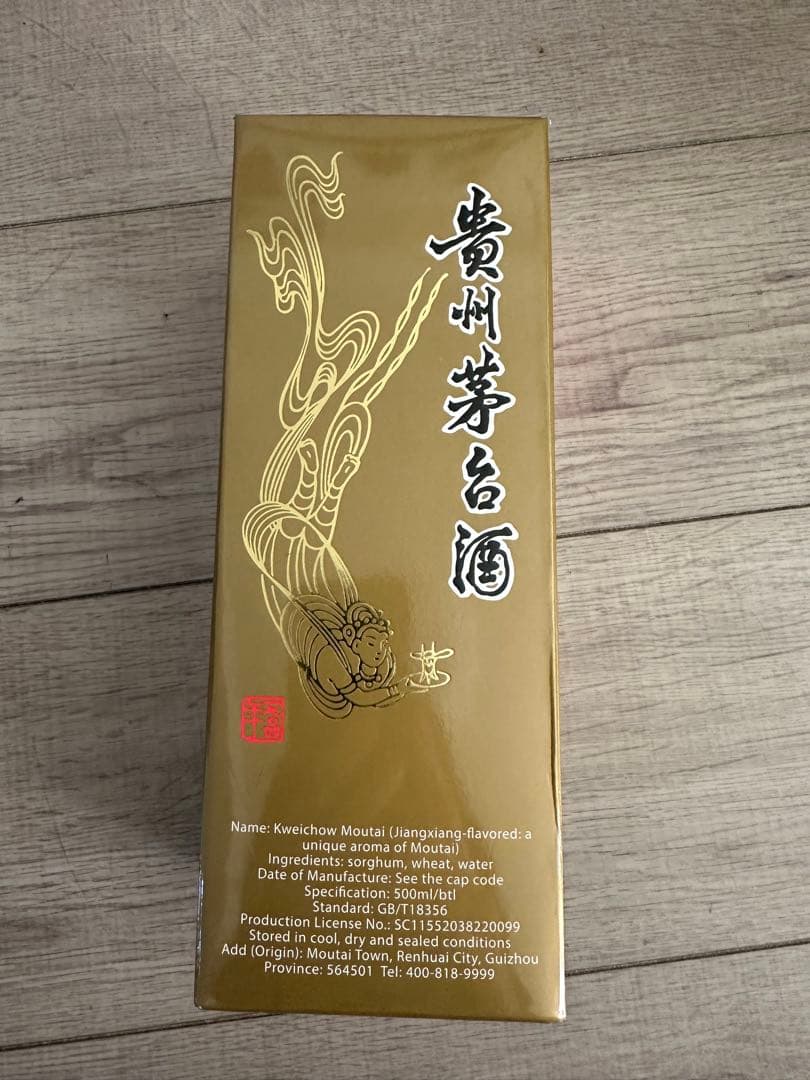 貴州茅台酒
Name: Kweichow Moutai (Jiangxiang-flavored: a
unique aroma of Moutai)
Ingredients: sorghum, wheat, water
Date of Manufacture: See the cap code
Specification: 500ml/btl
Standard: GB/T18356
Production License No.: SC11552038220099
Stored in cool, dry and sealed conditions
Add (Origin): Moutai Town, Renhuai City, Guizhou
Province: 564501 Tel: 400-818-9999